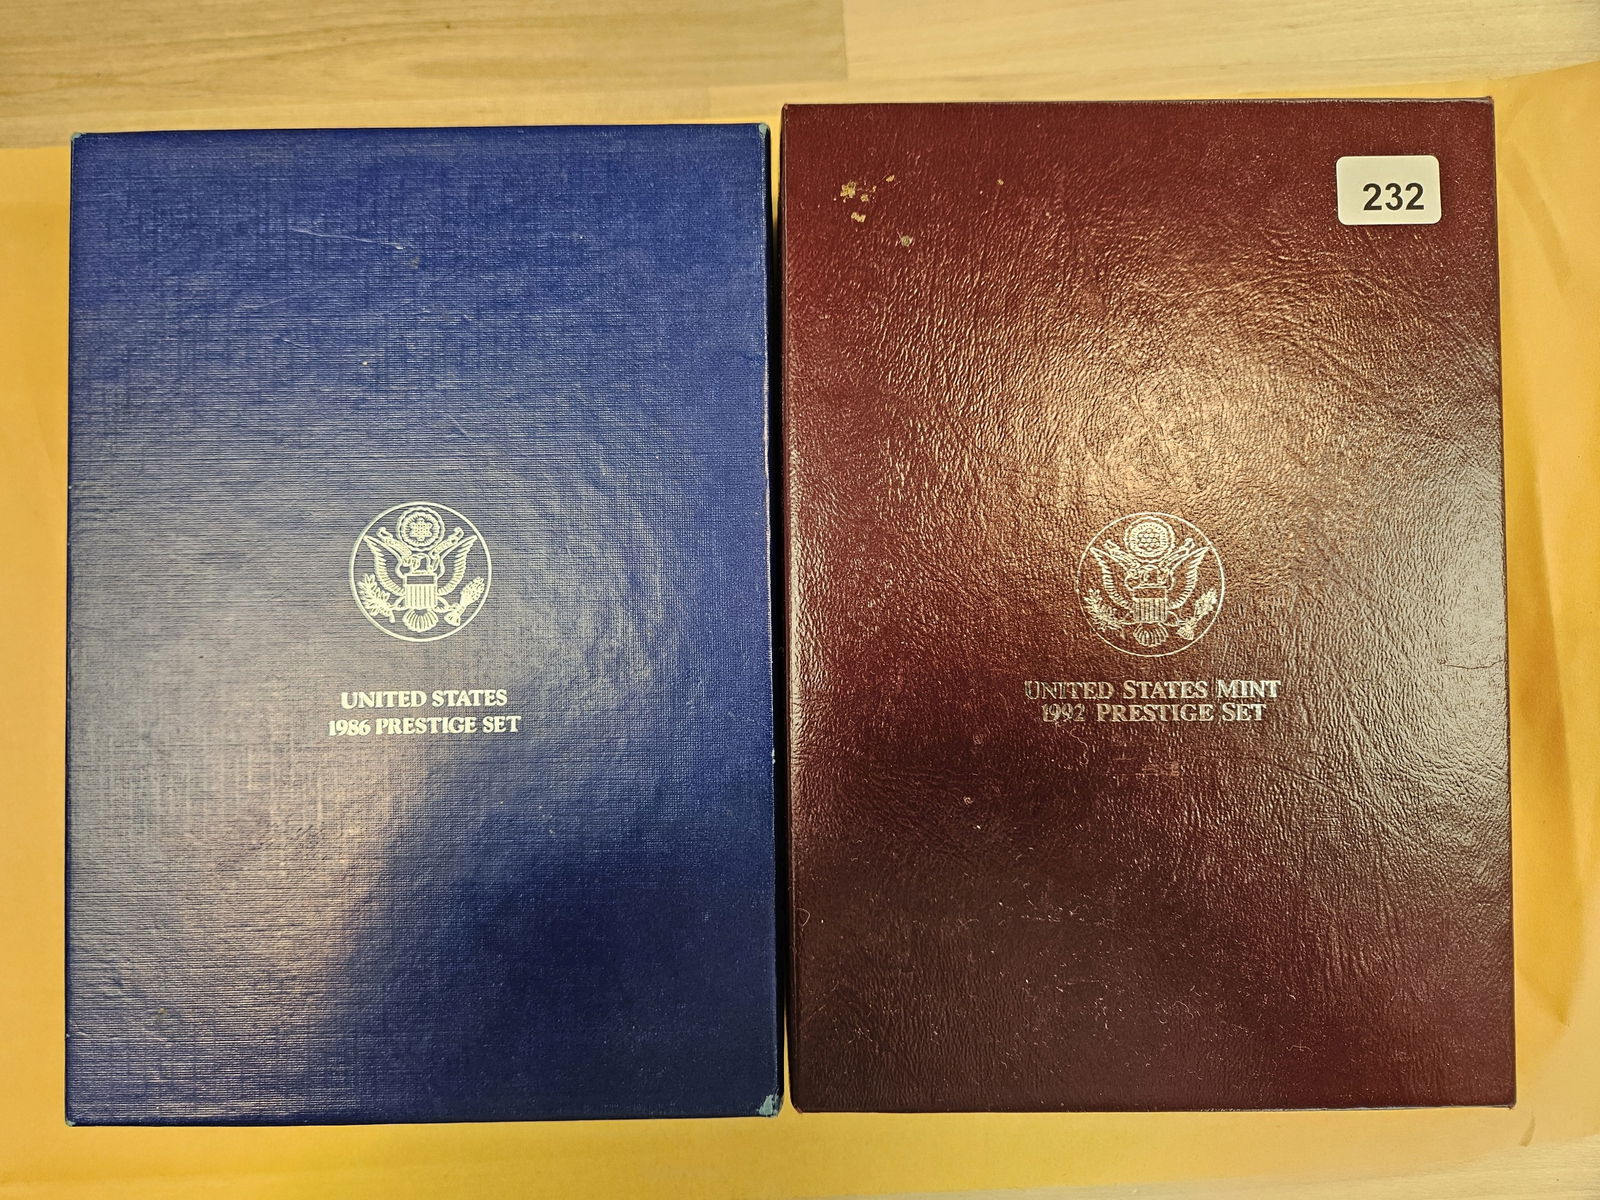 UNITED STATES
1986 PRESTIGE SET
232
UNITED STATES MINT
1992 PRESTIGE SET